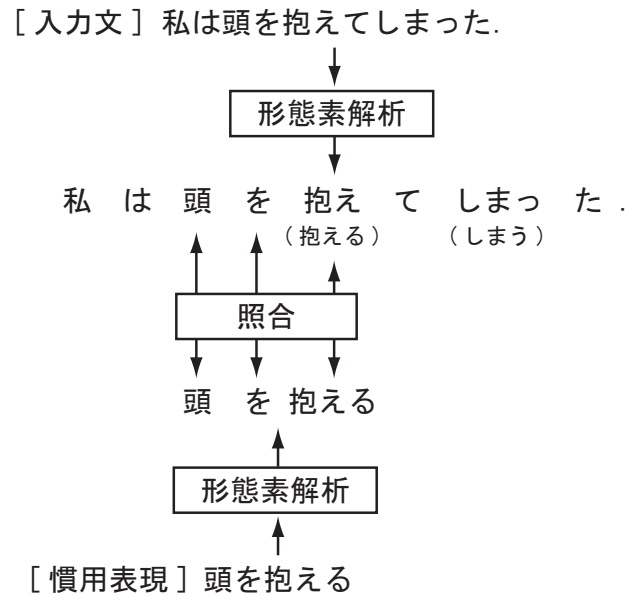 [入力文] 私は頭を抱えてしまった.
形態素解析
私 は 頭 を 抱え て しまっ た .
(抱える) (しまう)
照合
頭 を 抱える
形態素解析
[慣用表現] 頭を抱える